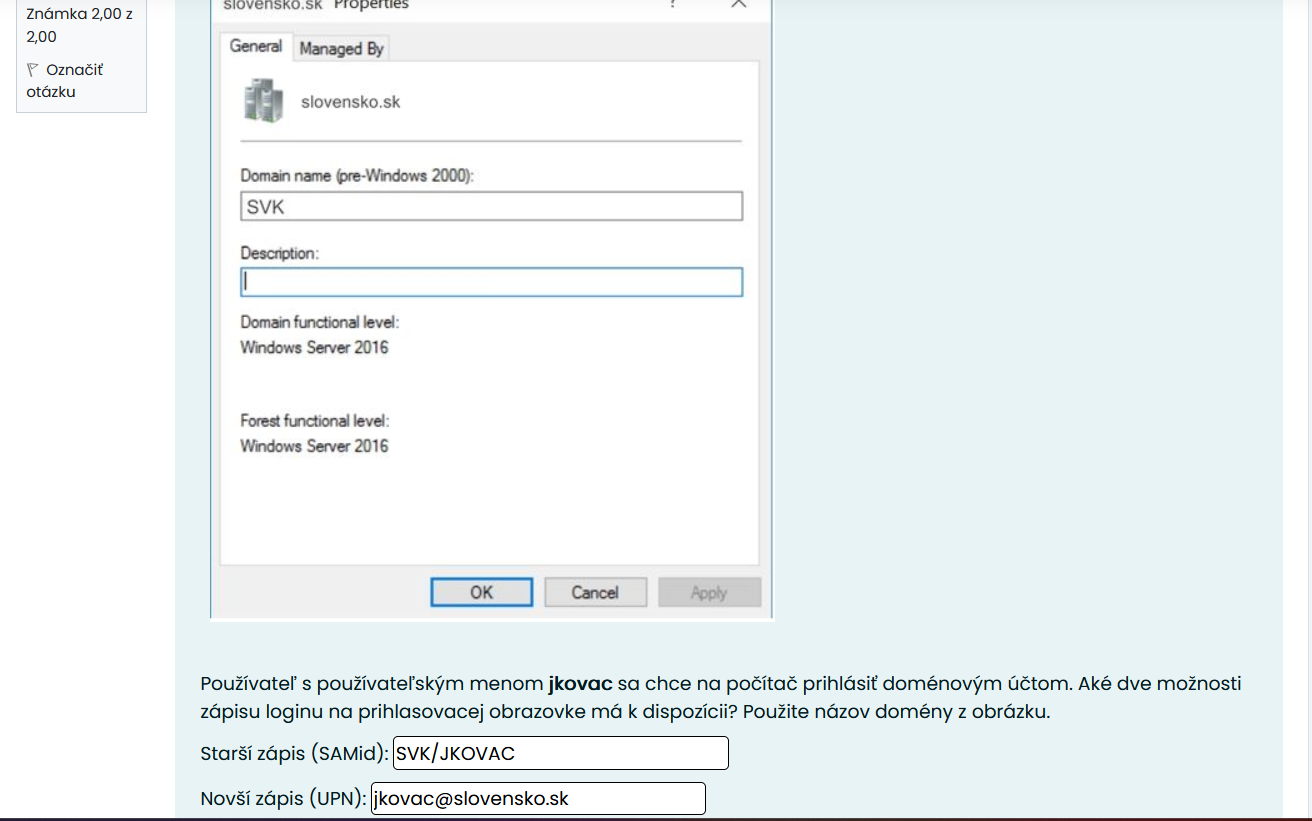 Známka 2,00 z
2,00
Označiť
otázku
slovensko.sk Properties
?
General
Managed By
slovensko.sk
Domain name (pre-Windows 2000):
SVK
Description:
Domain functional level:
Windows Server 2016
Forest functional level:
Windows Server 2016
OK
Cancel
Apply
Používateľ s používateľským menom jkovac sa chce na počítač prihlásiť doménovým účtom. Aké dve možnosti
zápisu loginu na prihlasovacej obrazovke má k dispozícii? Použite názov domény z obrázku.
Starší zápis (SAMid): SVK/JKOVAC
Novší zápis (UPN): jkovac@slovensko.sk